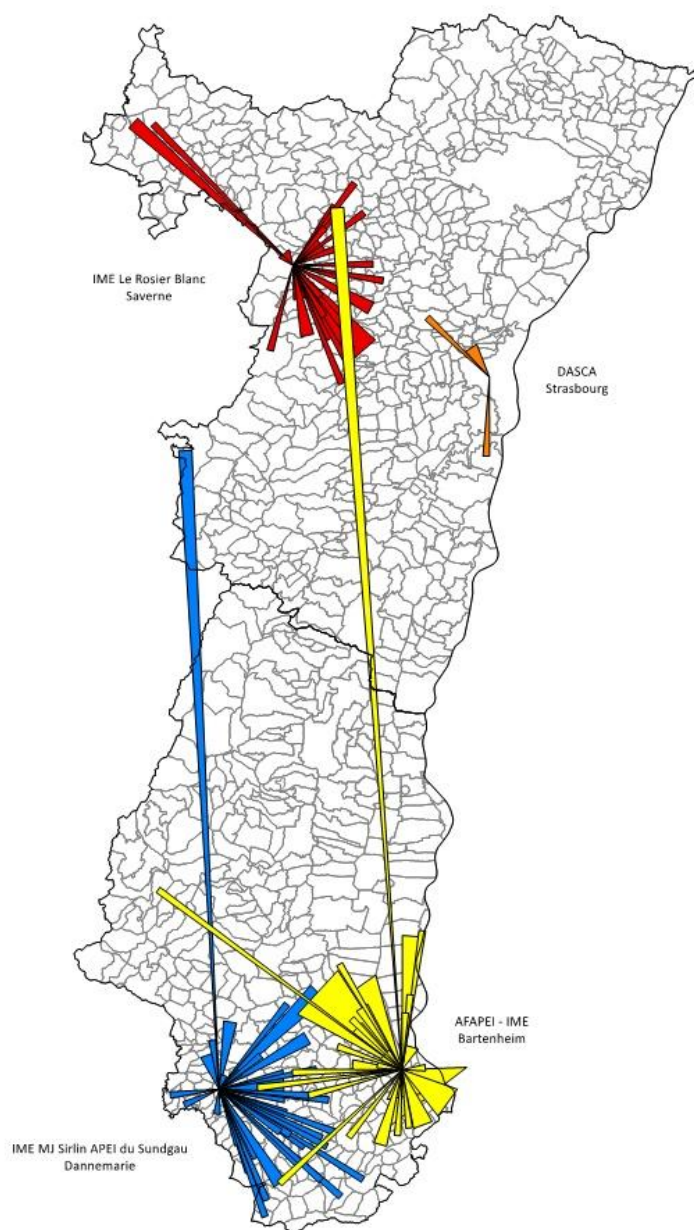 IME Le Rosier Blanc
Saverne
DASCA
Strasbourg
AFAPEI - IME
Bartenheim
IME MJ Sirlin APEI du Sundgau
Dannemarie